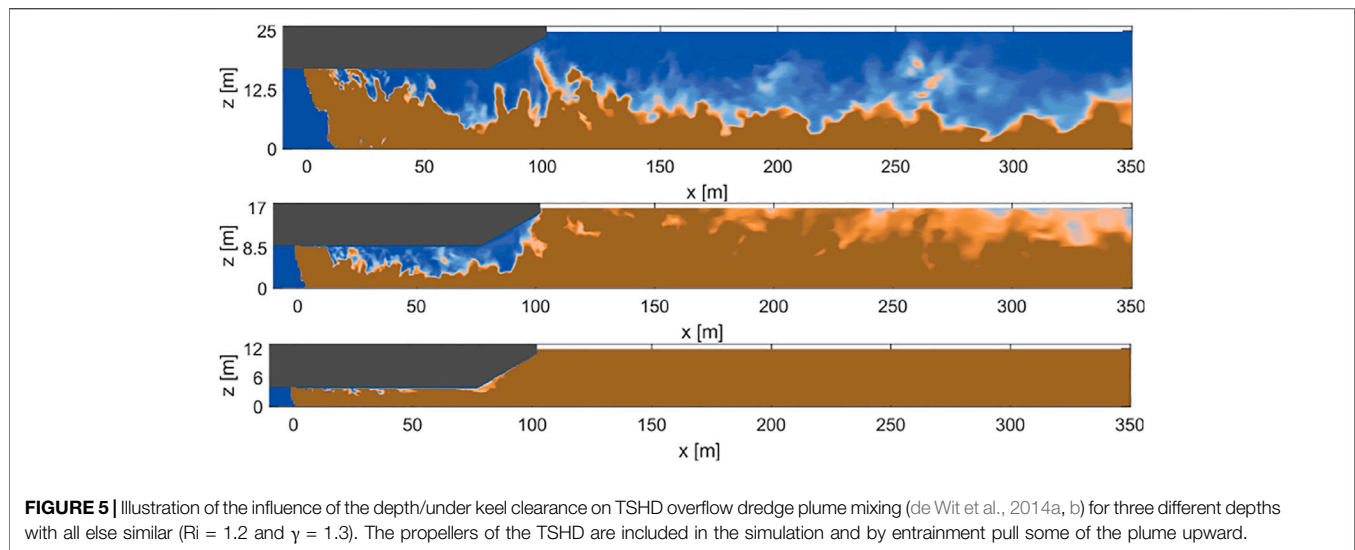 25
z [m]
12.5
0
0 50 100 150 200 250 300 350
x [m]
17
z [m]
8.5
0
0 50 100 150 200 250 300 350
x [m]
12
z [m]
6
0
0 50 100 150 200 250 300 350
x [m]
FIGURE 5 | Illustration of the influence of the depth/under keel clearance on TSHD overflow dredge plume mixing (de Wit et al., 2014a, b) for three different depths
with all else similar (Ri = 1.2 and γ = 1.3). The propellers of the TSHD are included in the simulation and by entrainment pull some of the plume upward.